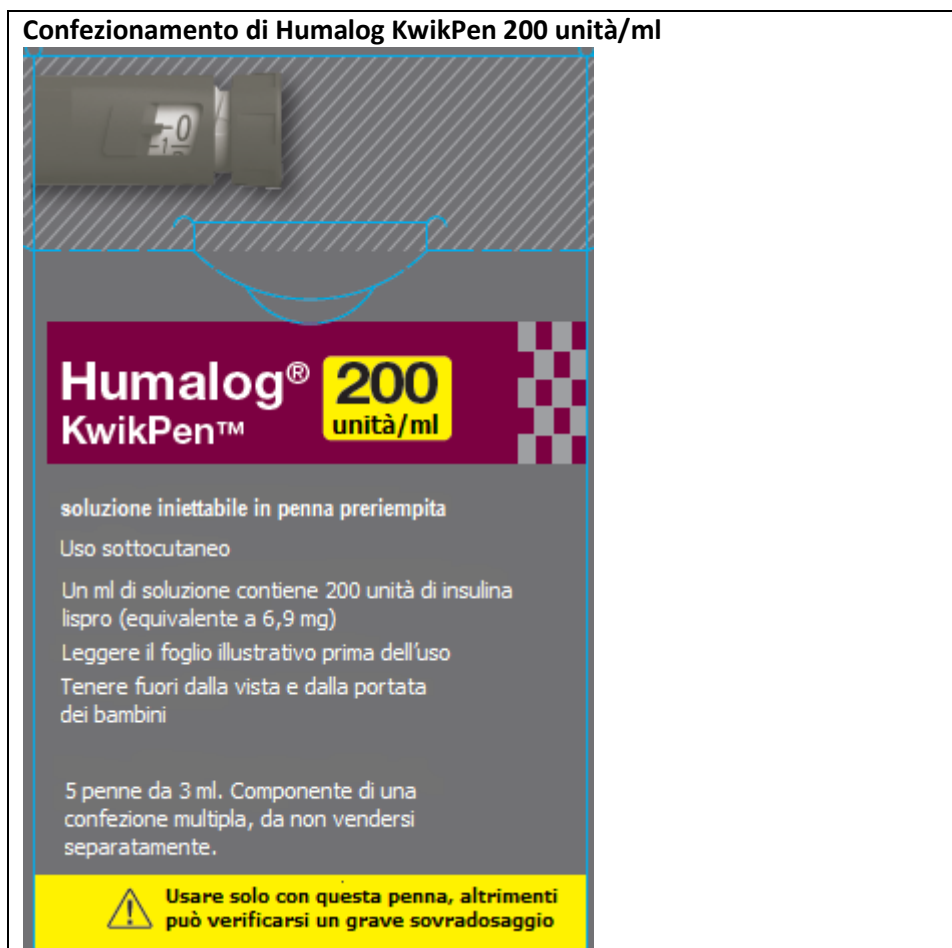 Confezionamento di Humalog KwikPen 200 unità/ml
0
1
Humalog® 200
KwikPen™ unità/ml
soluzione iniettabile in penna preriempita
Uso sottocutaneo
Un ml di soluzione contiene 200 unità di insulina
lispro (equivalente a 6,9 mg)
Leggere il foglio illustrativo prima dell'uso
Tenere fuori dalla vista e dalla portata
dei bambini
5 penne da 3 ml. Componente di una
confezione multipla, da non vendersi
separatamente.
Usare solo con questa penna, altrimenti
può verificarsi un grave sovradosaggio